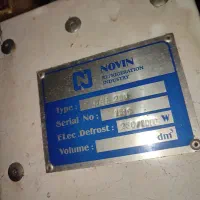 N
NOVIN
REFRIGERATION
INDUSTRY
Type :
Serial No :
ELec Defrost : W
Volume : dm³